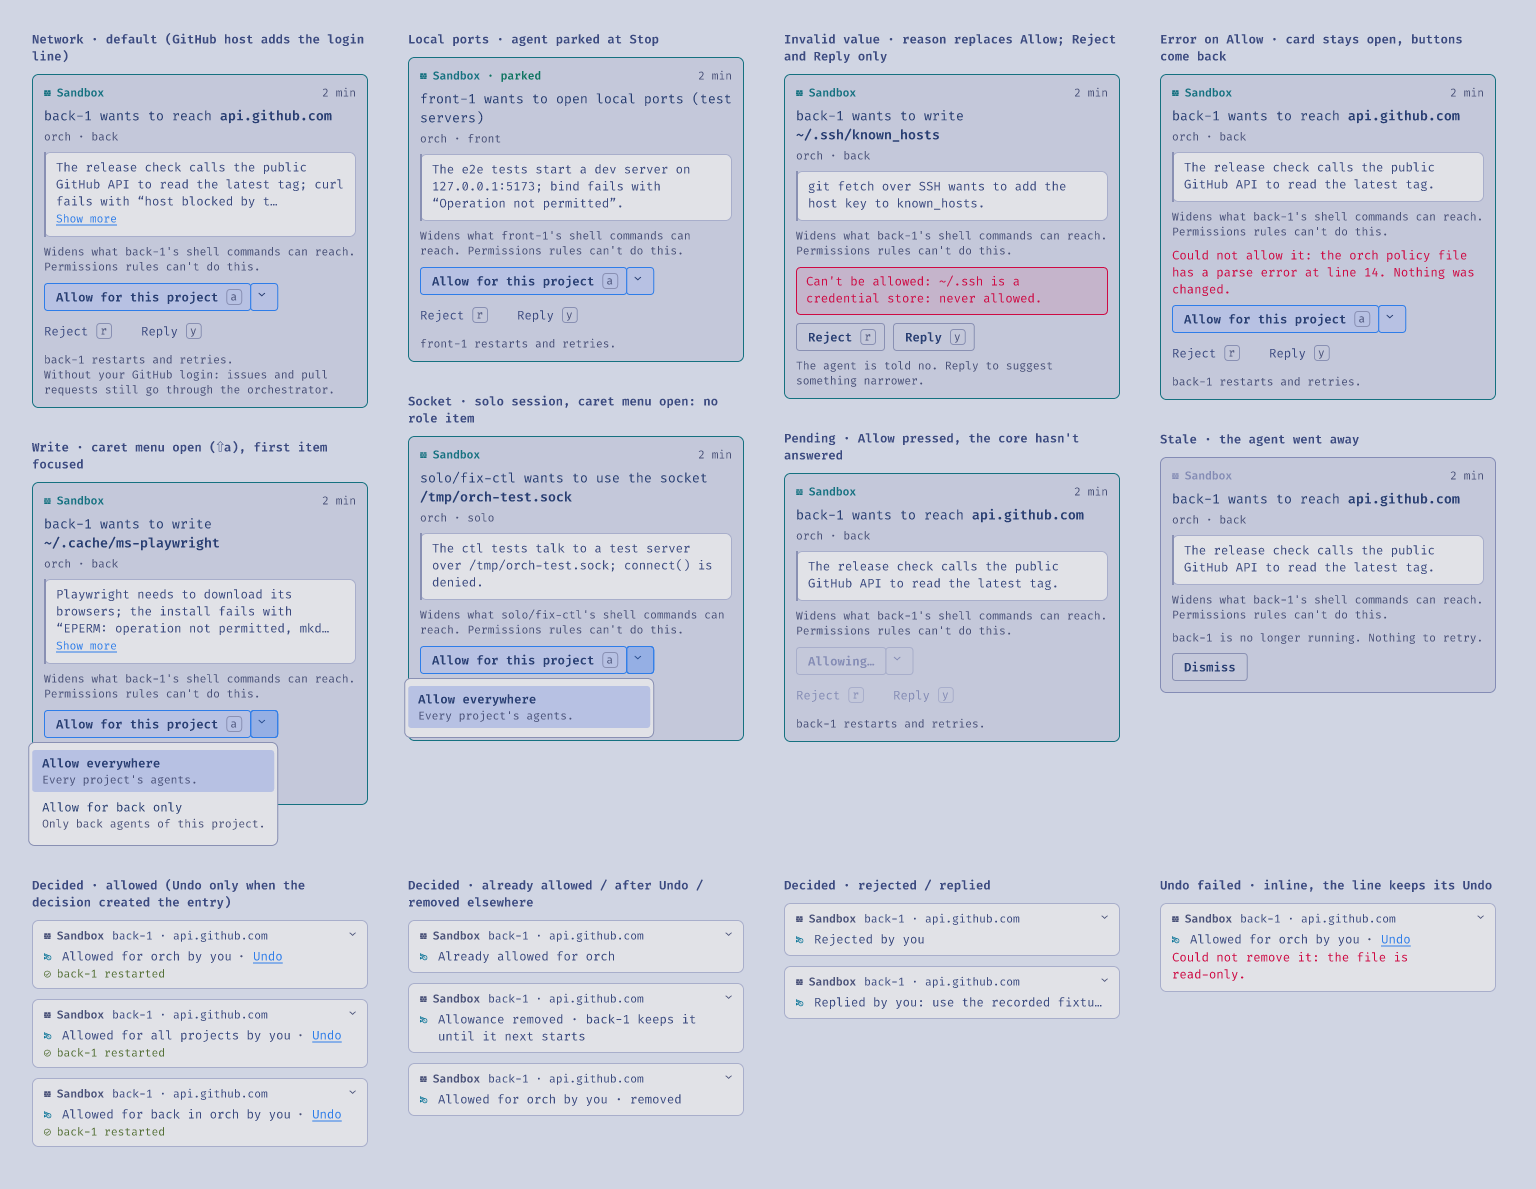 Network · default (GitHub host adds the login
line)
Sandbox
2 min
back-1 wants to reach api.github.com
orch · back
The release check calls the public
GitHub API to read the latest tag; curl
fails with “host blocked by t…
Show more
Widens what back-1's shell commands can reach.
Permissions rules can't do this.
Allow for this project a
Reject r Reply y
back-1 restarts and retries.
Without your GitHub login: issues and pull
requests still go through the orchestrator.
Write · caret menu open (⇧a), first item
focused
Sandbox
2 min
back-1 wants to write
~/.cache/ms-playwright
orch · back
Playwright needs to download its
browsers; the install fails with
“EPERM: operation not permitted, mkd…
Show more
Widens what back-1's shell commands can reach.
Permissions rules can't do this.
Allow for this project a
Allow everywhere
Every project's agents.
Allow for back only
Only back agents of this project.
Local ports · agent parked at Stop
Sandbox · parked
2 min
front-1 wants to open local ports (test
servers)
orch · front
The e2e tests start a dev server on
127.0.0.1:5173; bind fails with
“Operation not permitted”.
Widens what front-1's shell commands can
reach. Permissions rules can't do this.
Allow for this project a
Reject r Reply y
front-1 restarts and retries.
Socket · solo session, caret menu open: no
role item
Sandbox
2 min
solo/fix-ctl wants to use the socket
/tmp/orch-test.sock
orch · solo
The ctl tests talk to a test server
over /tmp/orch-test.sock; connect() is
denied.
Widens what solo/fix-ctl's shell commands can
reach. Permissions rules can't do this.
Allow for this project a
Allow everywhere
Every project's agents.
Invalid value · reason replaces Allow; Reject
and Reply only
Sandbox
2 min
back-1 wants to write
~/.ssh/known_hosts
orch · back
git fetch over SSH wants to add the
host key to known_hosts.
Widens what back-1's shell commands can reach.
Permissions rules can't do this.
Can't be allowed: ~/.ssh is a
credential store: never allowed.
Reject r Reply y
The agent is told no. Reply to suggest
something narrower.
Pending · Allow pressed, the core hasn't
answered
Sandbox
2 min
back-1 wants to reach api.github.com
orch · back
The release check calls the public
GitHub API to read the latest tag.
Widens what back-1's shell commands can reach.
Permissions rules can't do this.
Allowing…
Reject r Reply y
back-1 restarts and retries.
Error on Allow · card stays open, buttons
come back
Sandbox
2 min
back-1 wants to reach api.github.com
orch · back
The release check calls the public
GitHub API to read the latest tag.
Widens what back-1's shell commands can reach.
Permissions rules can't do this.
Could not allow it: the orch policy file
has a parse error at line 14. Nothing was
changed.
Allow for this project a
Reject r Reply y
back-1 restarts and retries.
Stale · the agent went away
Sandbox
2 min
back-1 wants to reach api.github.com
orch · back
The release check calls the public
GitHub API to read the latest tag.
Widens what back-1's shell commands can reach.
Permissions rules can't do this.
back-1 is no longer running. Nothing to retry.
Dismiss
Decided · allowed (Undo only when the
decision created the entry)
Sandbox back-1 · api.github.com
Allowed for orch by you · Undo
back-1 restarted
Sandbox back-1 · api.github.com
Allowed for all projects by you · Undo
back-1 restarted
Sandbox back-1 · api.github.com
Allowed for back in orch by you · Undo
back-1 restarted
Decided · already allowed / after Undo /
removed elsewhere
Sandbox back-1 · api.github.com
Already allowed for orch
Sandbox back-1 · api.github.com
Allowance removed · back-1 keeps it
until it next starts
Sandbox back-1 · api.github.com
Allowed for orch by you · removed
Decided · rejected / replied
Sandbox back-1 · api.github.com
Rejected by you
Sandbox back-1 · api.github.com
Replied by you: use the recorded fixtu…
Undo failed · inline, the line keeps its Undo
Sandbox back-1 · api.github.com
Allowed for orch by you · Undo
Could not remove it: the file is
read-only.